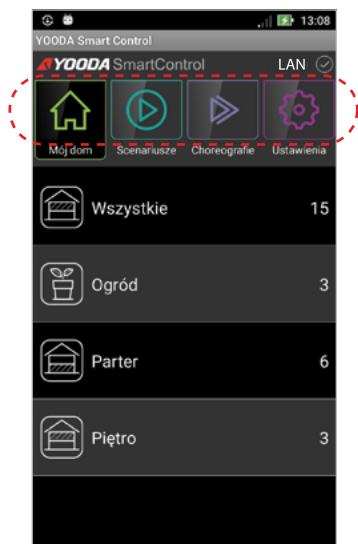 13:08
YOODA Smart Control
YOODA SmartControl LAN
Mój dom Scenariusze Choreografie Ustawienia
Wszystkie 15
Ogród 3
Parter 6
Piętro 3